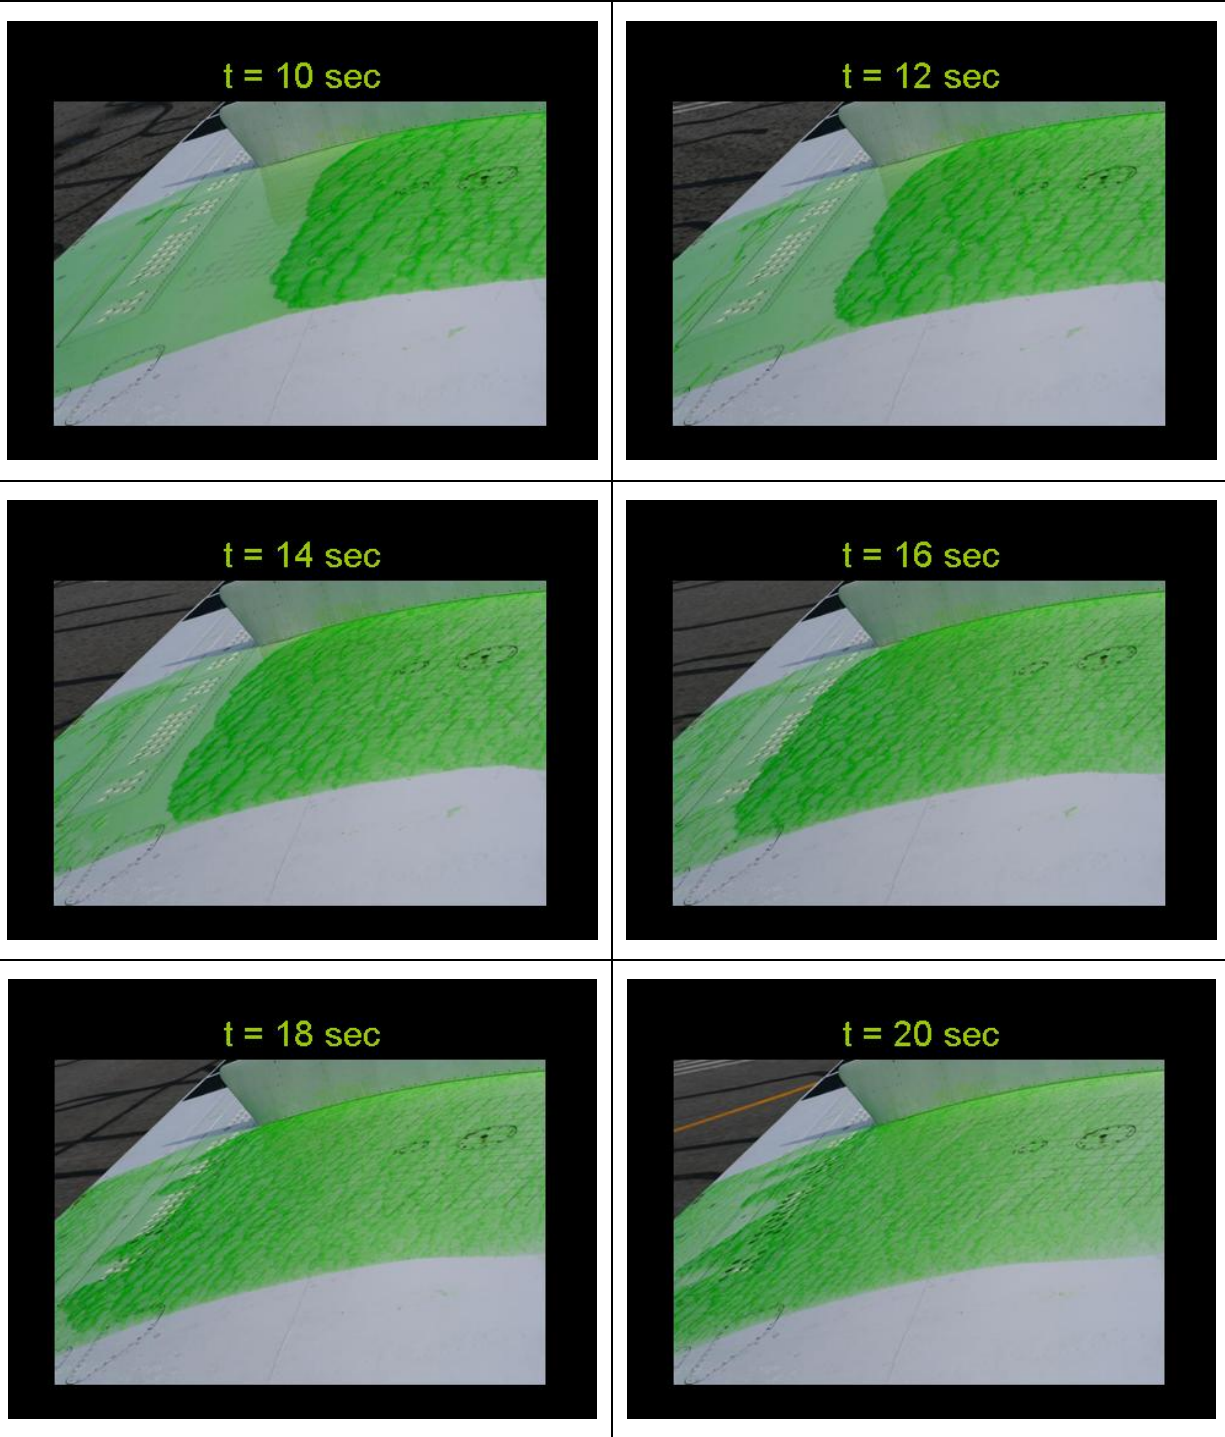 t = 10 sec
t = 12 sec
t = 14 sec
t = 16 sec
t = 18 sec
t = 20 sec